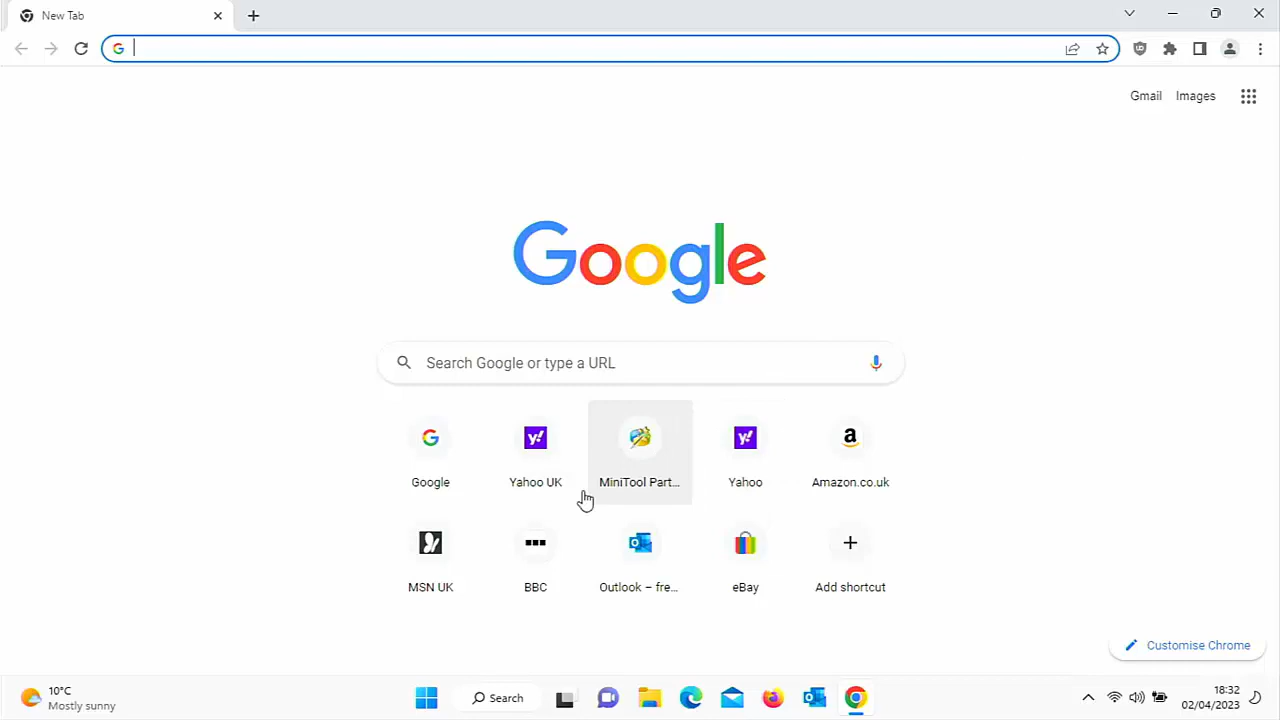 New Tab
Gmail Images
Google
Search Google or type a URL
Google Yahoo UK MiniTool Part... Yahoo Amazon.co.uk
MSN UK BBC Outlook – fre... eBay Add shortcut
Customise Chrome
10°C
Mostly sunny
Search
18:32
02/04/2023